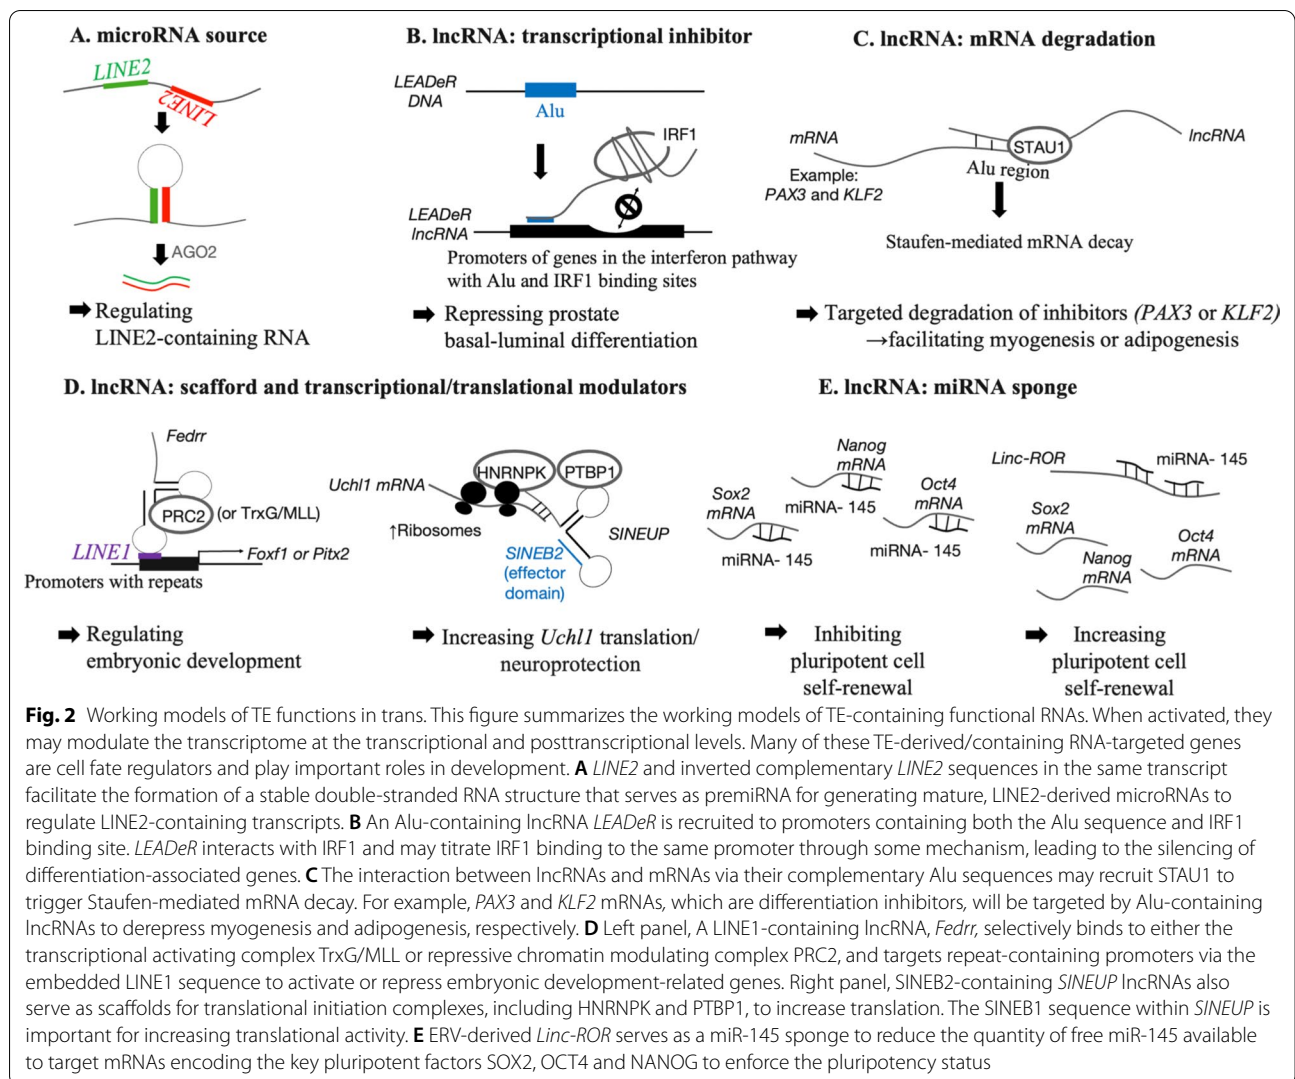 A. microRNA source
LINE2
LINE2
AGO2
Regulating
LINE2-containing RNA
B. lncRNA: transcriptional inhibitor
LEADeR
DNA
Alu
IRF1
LEADeR
lncRNA
Promoters of genes in the interferon pathway
with Alu and IRF1 binding sites
Repressing prostate
basal-luminal differentiation
C. lncRNA: mRNA degradation
mRNA
STAU1
lncRNA
Alu region
Example:
PAX3 and KLF2
Staufen-mediated mRNA decay
Targeted degradation of inhibitors (PAX3 or KLF2)
→facilitating myogenesis or adipogenesis
D. lncRNA: scafford and transcriptional/translational modulators
Fedrr
PRC2 (or TrxG/MLL)
LINE1
Foxf1 or Pitx2
Promoters with repeats
Regulating
embryonic development
HNRNPK
PTBP1
Uchl1 mRNA
↑Ribosomes
SINEUP
SINEB2
(effector
domain)
Increasing Uchl1 translation/
neuroprotection
E. lncRNA: miRNA sponge
Nanog
mRNA
miRNA- 145
Sox2
mRNA
miRNA- 145
Oct4
mRNA
miRNA- 145
Inhibiting
pluripotent cell
self-renewal
Linc-ROR
miRNA- 145
Sox2
mRNA
Nanog
mRNA
Oct4
mRNA
Increasing
pluripotent cell
self-renewal
Fig. 2 Working models of TE functions in trans. This figure summarizes the working models of TE-containing functional RNAs. When activated, they
may modulate the transcriptome at the transcriptional and posttranscriptional levels. Many of these TE-derived/containing RNA-targeted genes
are cell fate regulators and play important roles in development. A LINE2 and inverted complementary LINE2 sequences in the same transcript
facilitate the formation of a stable double-stranded RNA structure that serves as premiRNA for generating mature, LINE2-derived microRNAs to
regulate LINE2-containing transcripts. B An Alu-containing lncRNA LEADeR is recruited to promoters containing both the Alu sequence and IRF1
binding site. LEADeR interacts with IRF1 and may titrate IRF1 binding to the same promoter through some mechanism, leading to the silencing of
differentiation-associated genes. C The interaction between lncRNAs and mRNAs via their complementary Alu sequences may recruit STAU1 to
trigger Staufen-mediated mRNA decay. For example, PAX3 and KLF2 mRNAs, which are differentiation inhibitors, will be targeted by Alu-containing
lncRNAs to derepress myogenesis and adipogenesis, respectively. D Left panel, A LINE1-containing lncRNA, Fedrr, selectively binds to either the
transcriptional activating complex TrxG/MLL or repressive chromatin modulating complex PRC2, and targets repeat-containing promoters via the
embedded LINE1 sequence to activate or repress embryonic development-related genes. Right panel, SINEB2-containing SINEUP lncRNAs also
serve as scaffolds for translational initiation complexes, including HNRNPK and PTBP1, to increase translation. The SINEB1 sequence within SINEUP is
important for increasing translational activity. E ERV-derived Linc-ROR serves as a miR-145 sponge to reduce the quantity of free miR-145 available
to target mRNAs encoding the key pluripotent factors SOX2, OCT4 and NANOG to enforce the pluripotency status